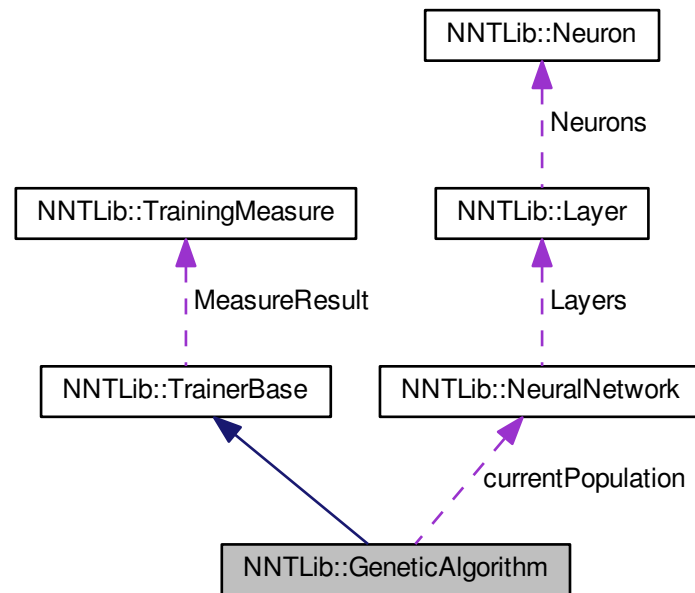 NNTLib::Neuron
Neurons
NNTLib::TrainingMeasure
NNTLib::Layer
MeasureResult
Layers
NNTLib::TrainerBase
NNTLib::NeuralNetwork
currentPopulation
NNTLib::GeneticAlgorithm